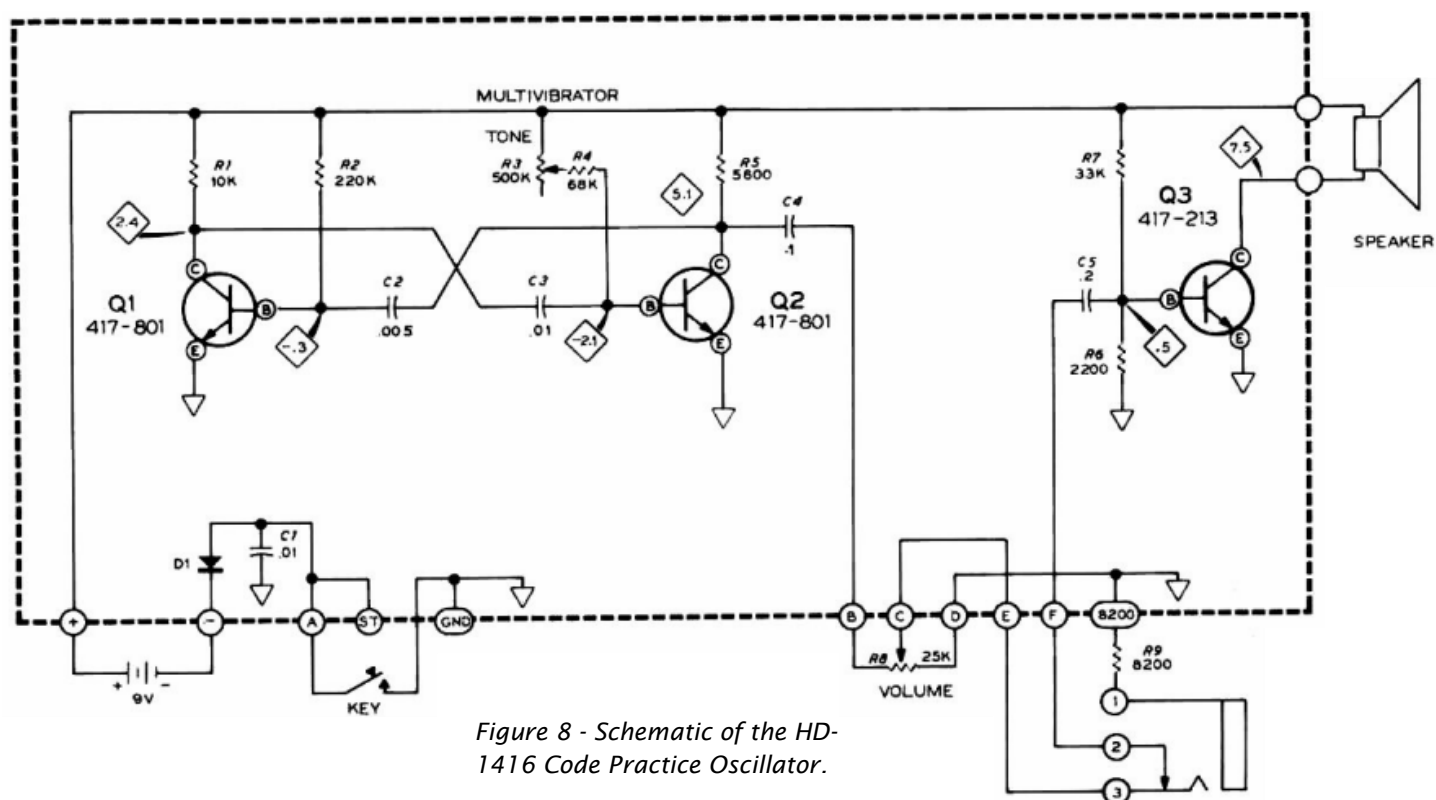 MULTIVIBRATOR
TONE
R1
10K
R2
220K
R3
500K
R4
68K
R5
5600
R7
33K
7.5
Q3
417-213
SPEAKER
2.4
5.1
C4
.1
C
Q1
417-801
B
E
C2
.005
-.3
C3
.01
-2.1
C
B
E
Q2
417-801
C5
.2
C
B
E
R6
2200
.5
D1
C1
.01
+
-
A
ST
GND
B
C
D
E
F
8200
+
-
9V
KEY
R8
25K
VOLUME
R9
8200
1
2
3
Figure 8 - Schematic of the HD-
1416 Code Practice Oscillator.